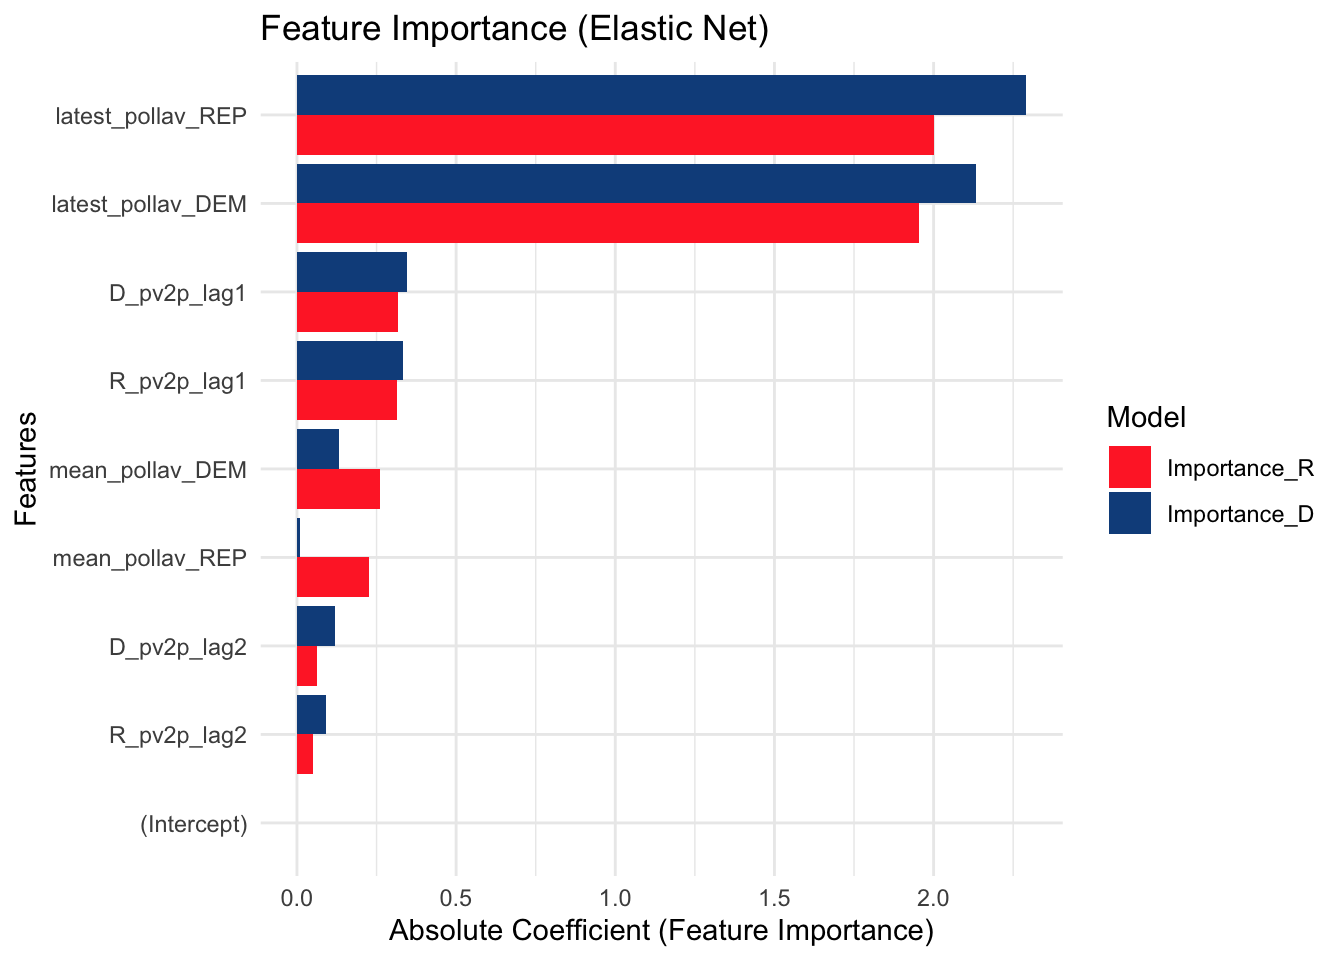 Feature Importance (Elastic Net)
latest_pollav_REP
latest_pollav_DEM
D_pv2p_lag1
R_pv2p_lag1
mean_pollav_DEM
mean_pollav_REP
D_pv2p_lag2
R_pv2p_lag2
(Intercept)
Features
0.0 0.5 1.0 1.5 2.0
Absolute Coefficient (Feature Importance)
Model
Importance_R
Importance_D